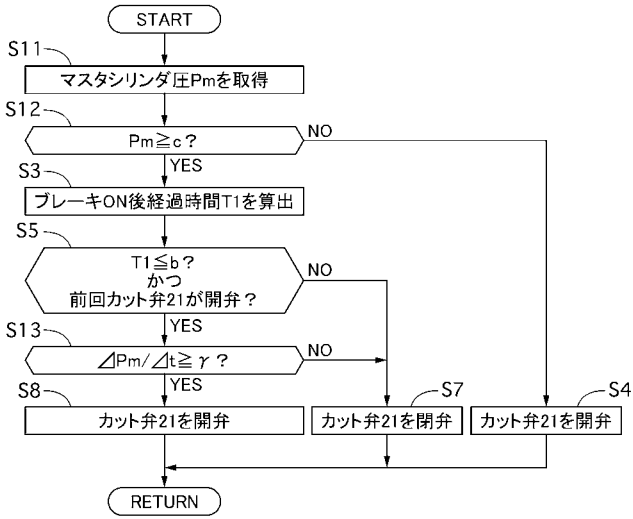 START
S11
マスタシリンダ圧Pmを取得
S12
Pm≧c?
NO
YES
S3
ブレーキON後経過時間T1を算出
S5
T1≦b?
かつ
前回カット弁21が開弁?
NO
YES
S13
⊿Pm/⊿t≧γ?
NO
YES
S8
カット弁21を開弁
S7
カット弁21を閉弁
S4
カット弁21を開弁
RETURN